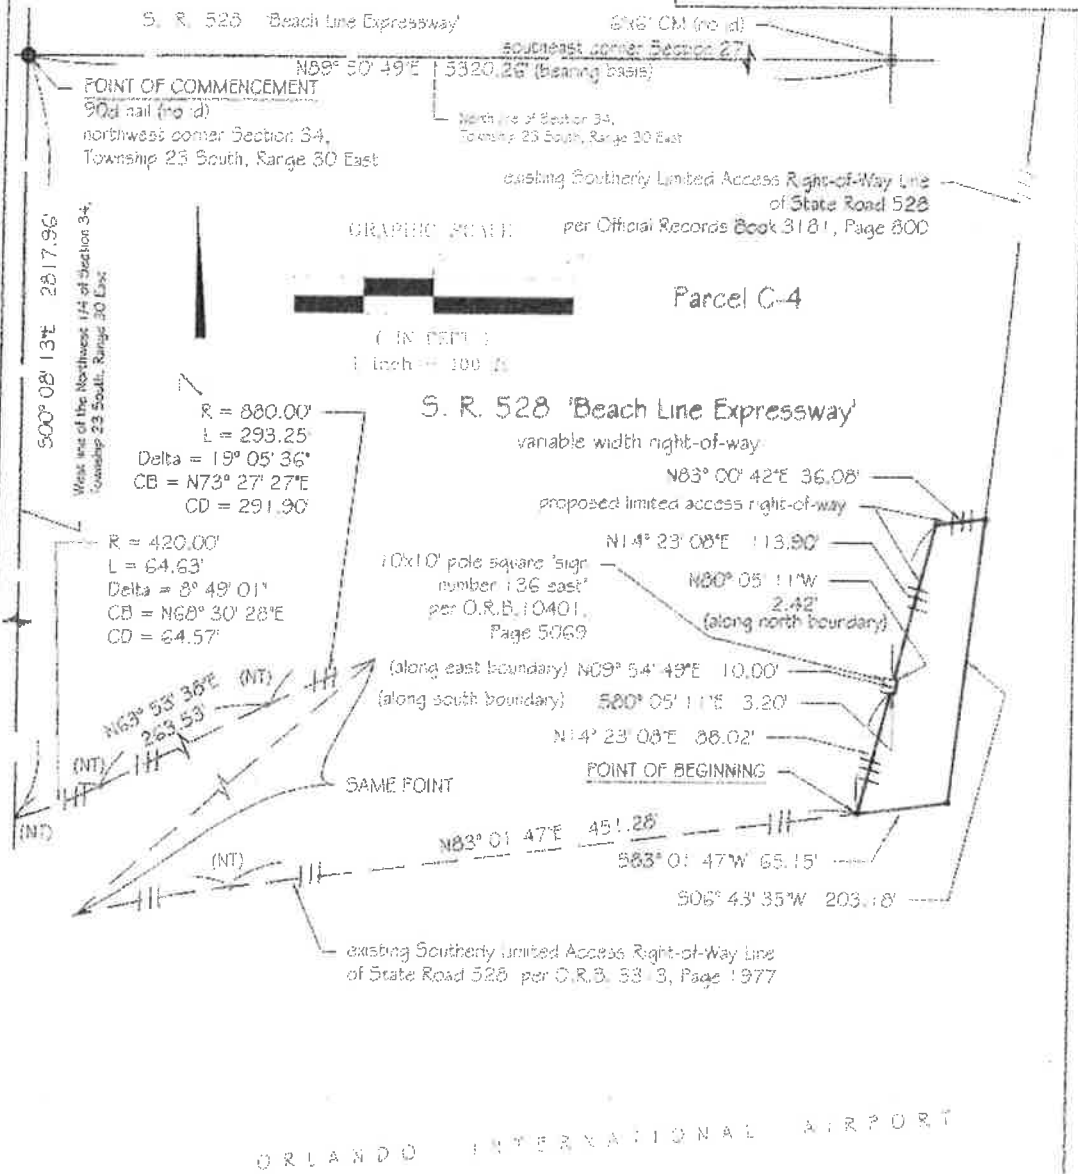 S. R. 528 'Beach Line Expressway'
6"x6" CM (no id)
southeast corner Section 27
N89° 50' 49"E 5320.26' (bearing basis)
POINT OF COMMENCEMENT
90d nail (no id)
northwest corner Section 34,
Township 23 South, Range 30 East
North line of Section 34,
Township 23 South, Range 30 East
existing Southerly Limited Access Right-of-Way Line
of State Road 528
per Official Records Book 3181, Page 800
S00° 08' 13"E 2817.96'
West line of the Northwest 1/4 of Section 34,
Township 23 South, Range 30 East
GRAPHIC SCALE
( IN FEET )
1 inch = 100 ft
Parcel C-4
R = 880.00'
L = 293.25'
Delta = 19° 05' 36"
CB = N73° 27' 27"E
CD = 291.90'
S. R. 528 'Beach Line Expressway'
variable width right-of-way
N83° 00' 42"E 36.08'
proposed limited access right-of-way
R = 420.00'
L = 64.63'
Delta = 8° 49' 01"
CB = N68° 30' 28"E
CD = 64.57'
10x10' pole square 'sign
number 136 east'
per O.R.B. 10401,
Page 5069
N14° 23' 08"E 113.90'
N80° 05' 11"W
2.42'
(along north boundary)
(along east boundary) N09° 54' 49"E 10.00'
(along south boundary) S80° 05' 11"E 3.20'
N14° 23' 08"E 88.02'
POINT OF BEGINNING
N63° 53' 38"E
263.53'
(NT)
(NT)
(NT)
SAME POINT
(NT)
N83° 01' 47"E 451.28'
S83° 01' 47"W 65.15'
S06° 43' 35"W 203.18'
existing Southerly Limited Access Right-of-Way Line
of State Road 528 per O.R.B. 3313, Page 1977
ORLANDO INTERNATIONAL AIRPORT